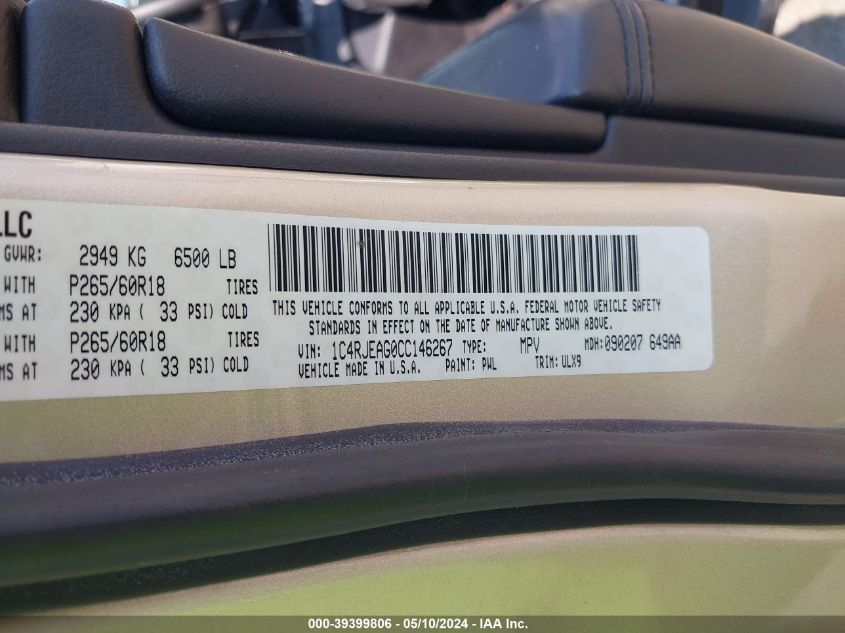 LLC
GVWR: 2949 KG 6500 LB
WITH P265/60R18 TIRES
MS AT 230 KPA ( 33 PSI) COLD
WITH P265/60R18 TIRES
MS AT 230 KPA ( 33 PSI) COLD
THIS VEHICLE CONFORMS TO ALL APPLICABLE U.S.A. FEDERAL MOTOR VEHICLE SAFETY
STANDARDS IN EFFECT ON THE DATE OF MANUFACTURE SHOWN ABOVE.
VIN: 1C4RJEAG0CC146267 TYPE: MPV MDH: 090207 649AA
VEHICLE MADE IN U.S.A. PAINT: PWL TRIM: ULX9
000-39399806 - 05/10/2024 - IAA Inc.